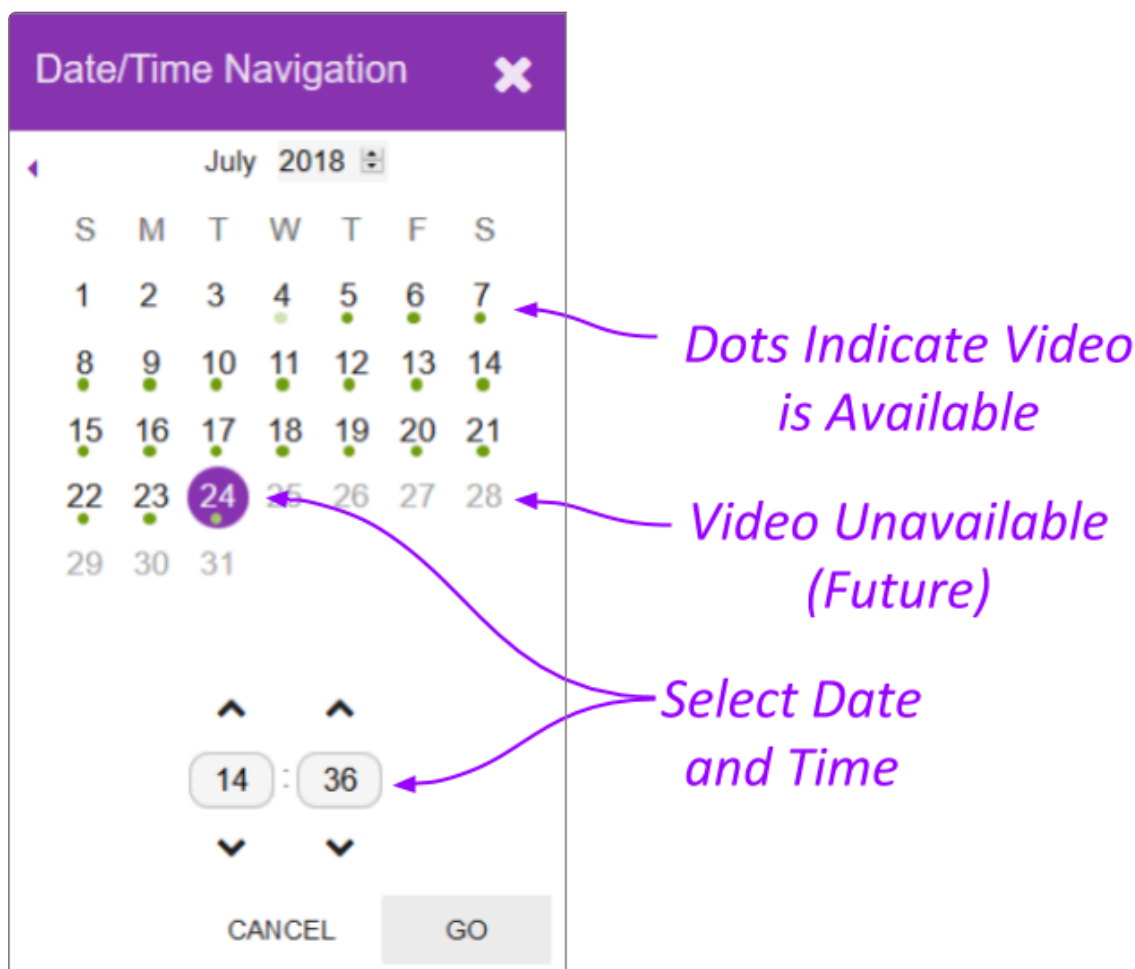 Date/Time Navigation
July 2018
S M T W T F S
1 2 3 4 5 6 7
Dots Indicate Video
is Available
8 9 10 11 12 13 14
15 16 17 18 19 20 21
22 23 24 25 26 27 28
Video Unavailable
(Future)
29 30 31
Select Date
and Time
14 : 36
CANCEL GO